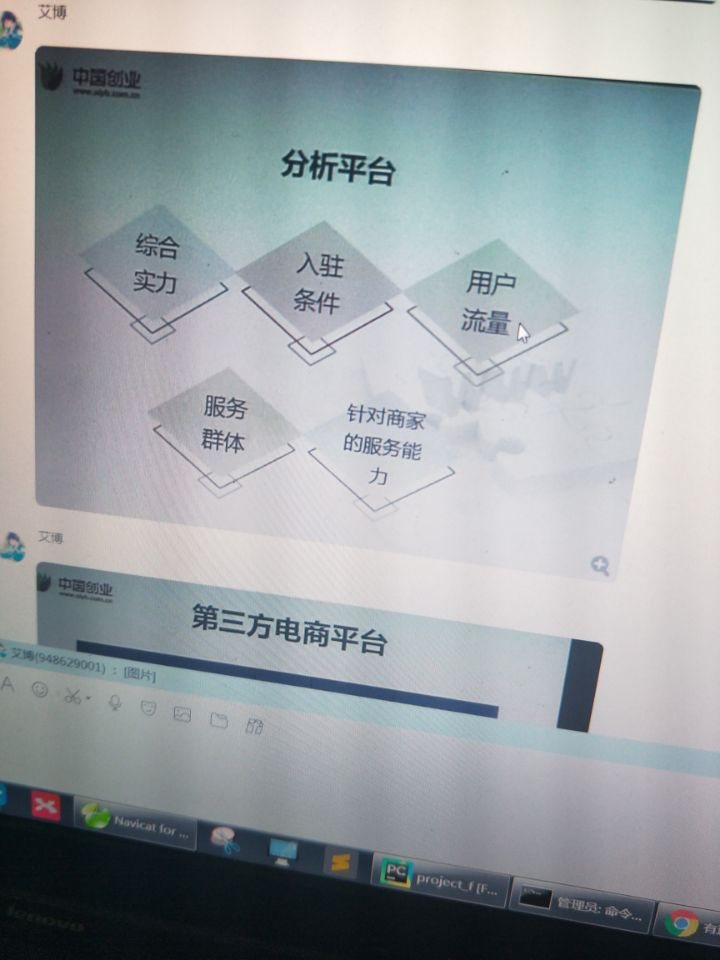 艾博
中国创业
分析平台
综合
实力
入驻
条件
用户
流量
服务
群体
针对商家
的服务能
力
艾博
中国创业
第三方电商平台
艾博(948629001) : [图片]
A
Navicat for ...
PC
project_f [F...
管理员: 命令...
lenovo